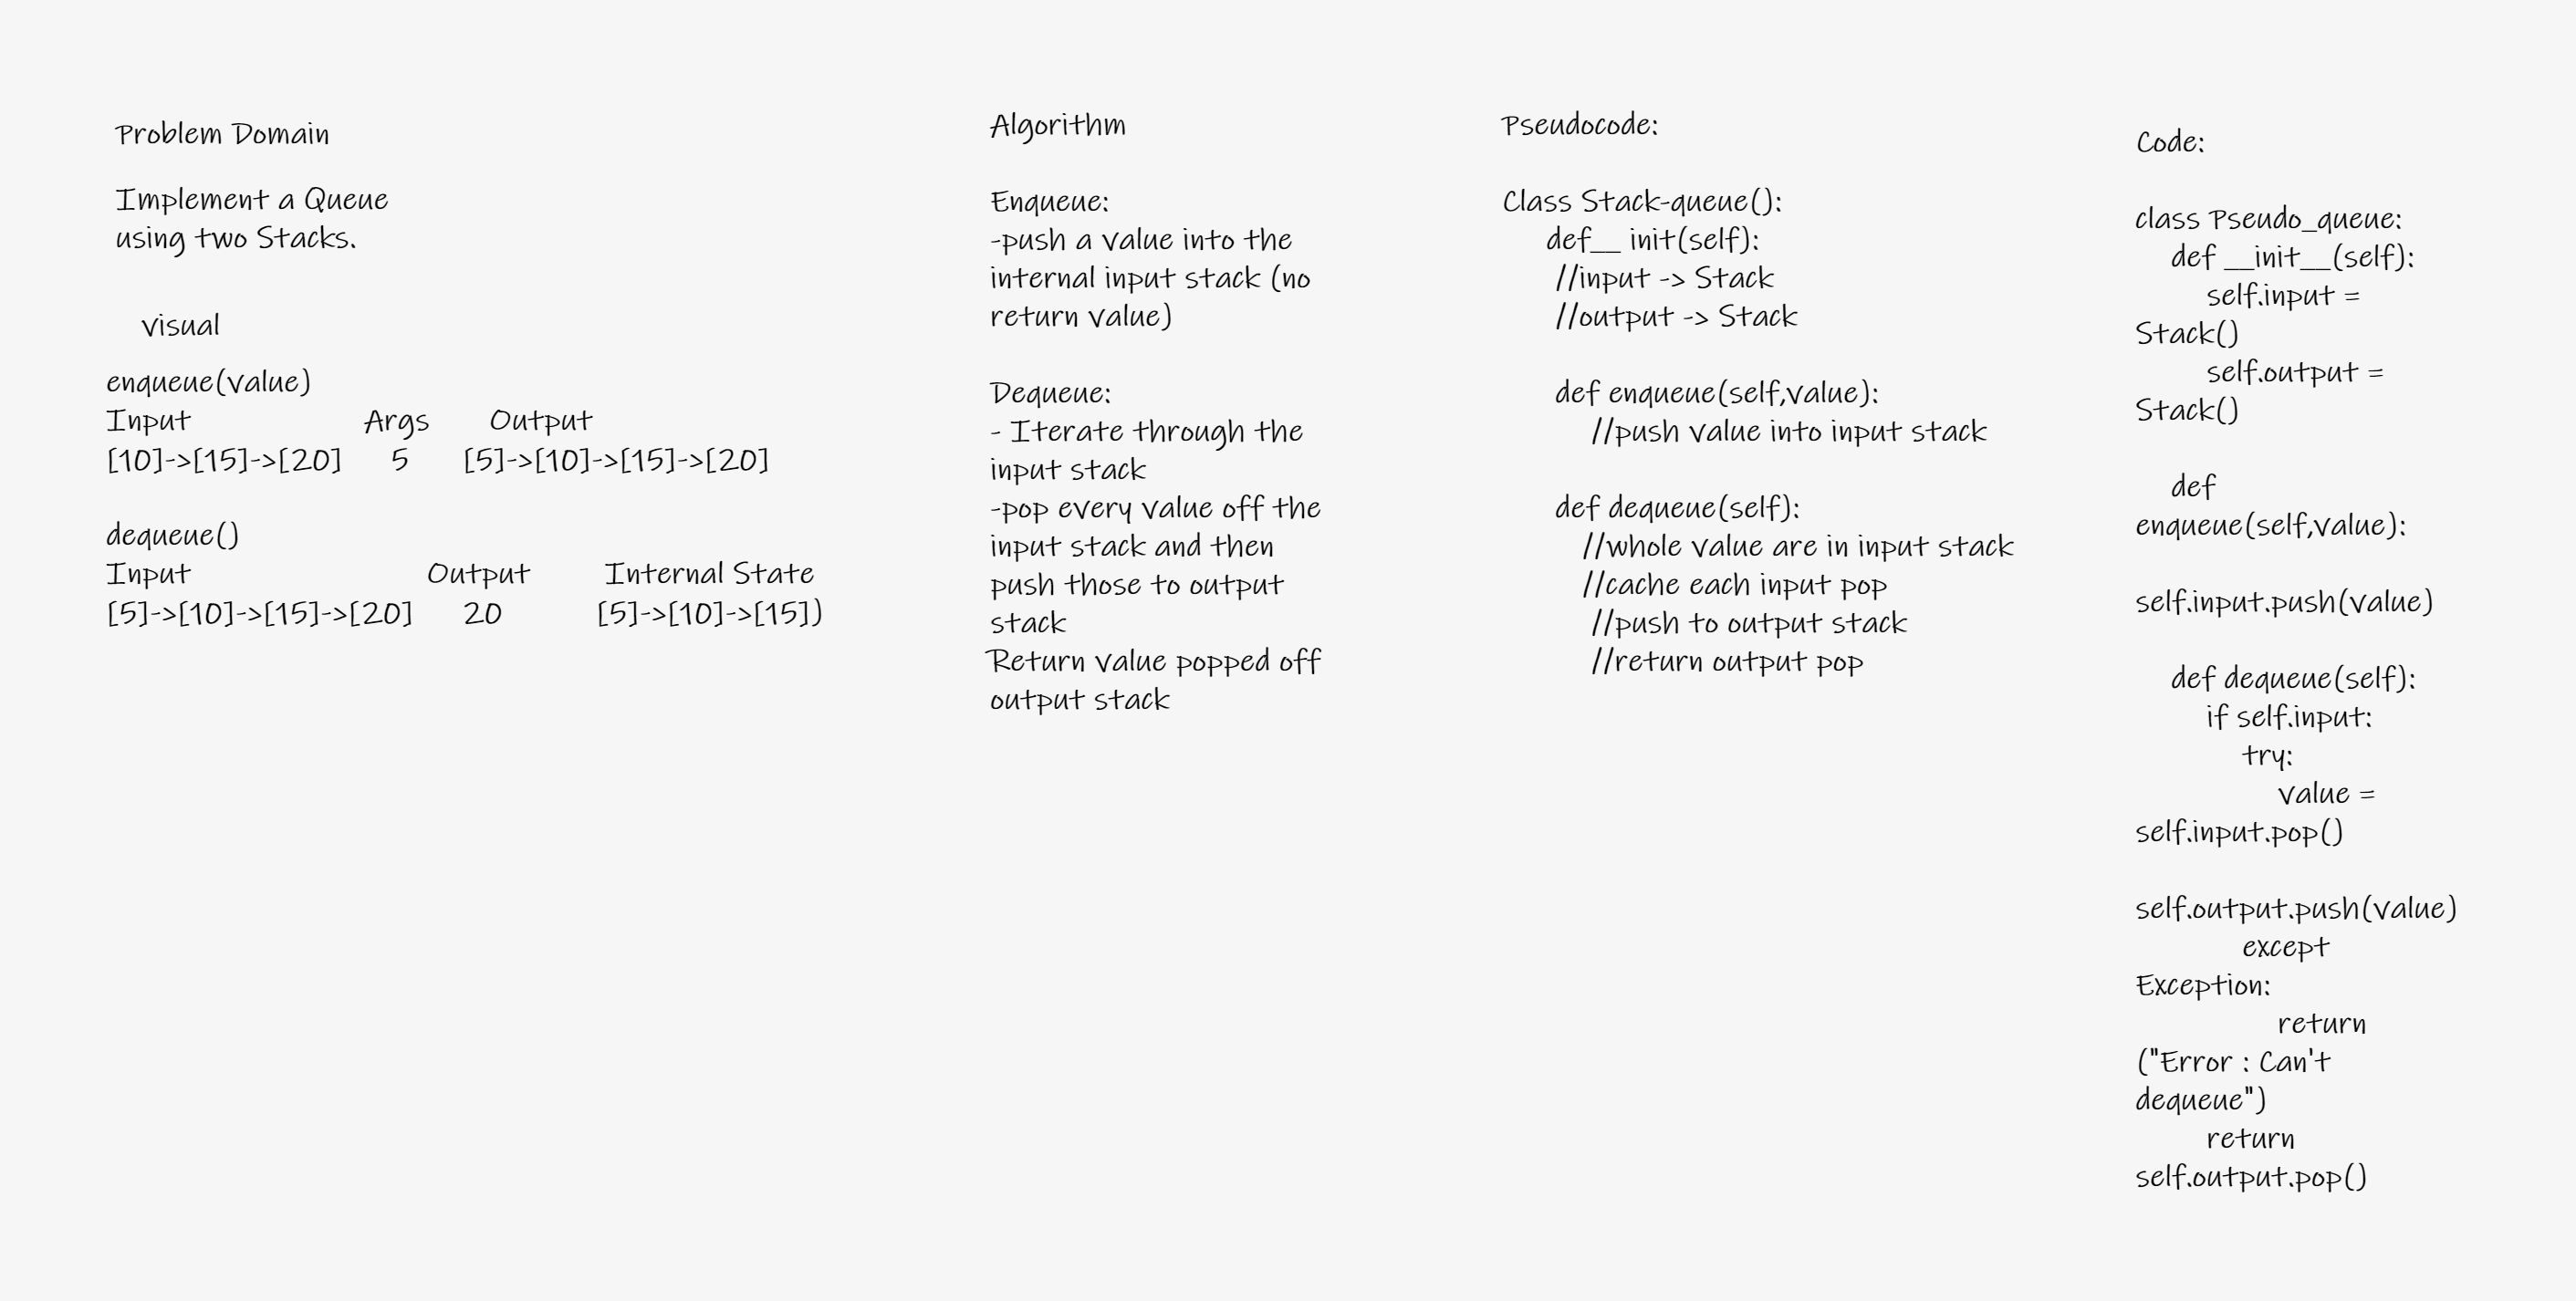 Problem Domain
Implement a Queue
using two Stacks.
visual
enqueue(value)
Input Args Output
[10]->[15]->[20] 5 [5]->[10]->[15]->[20]
dequeue()
Input Output Internal State
[5]->[10]->[15]->[20] 20 [5]->[10]->[15])
Algorithm
Enqueue:
-push a value into the
internal input stack (no
return value)
Dequeue:
- Iterate through the
input stack
-pop every value off the
input stack and then
push those to output
stack
Return value popped off
output stack
Pseudocode:
Class Stack-queue():
def__ init(self):
//input -> Stack
//output -> Stack
def enqueue(self,value):
//push value into input stack
def dequeue(self):
//whole value are in input stack
//cache each input pop
//push to output stack
//return output pop
Code:
class Pseudo_queue:
def __init__(self):
self.input =
Stack()
self.output =
Stack()
def
enqueue(self,value):
self.input.push(value)
def dequeue(self):
if self.input:
try:
value =
self.input.pop()
self.output.push(value)
except
Exception:
return
("Error : Can't
dequeue")
return
self.output.pop()